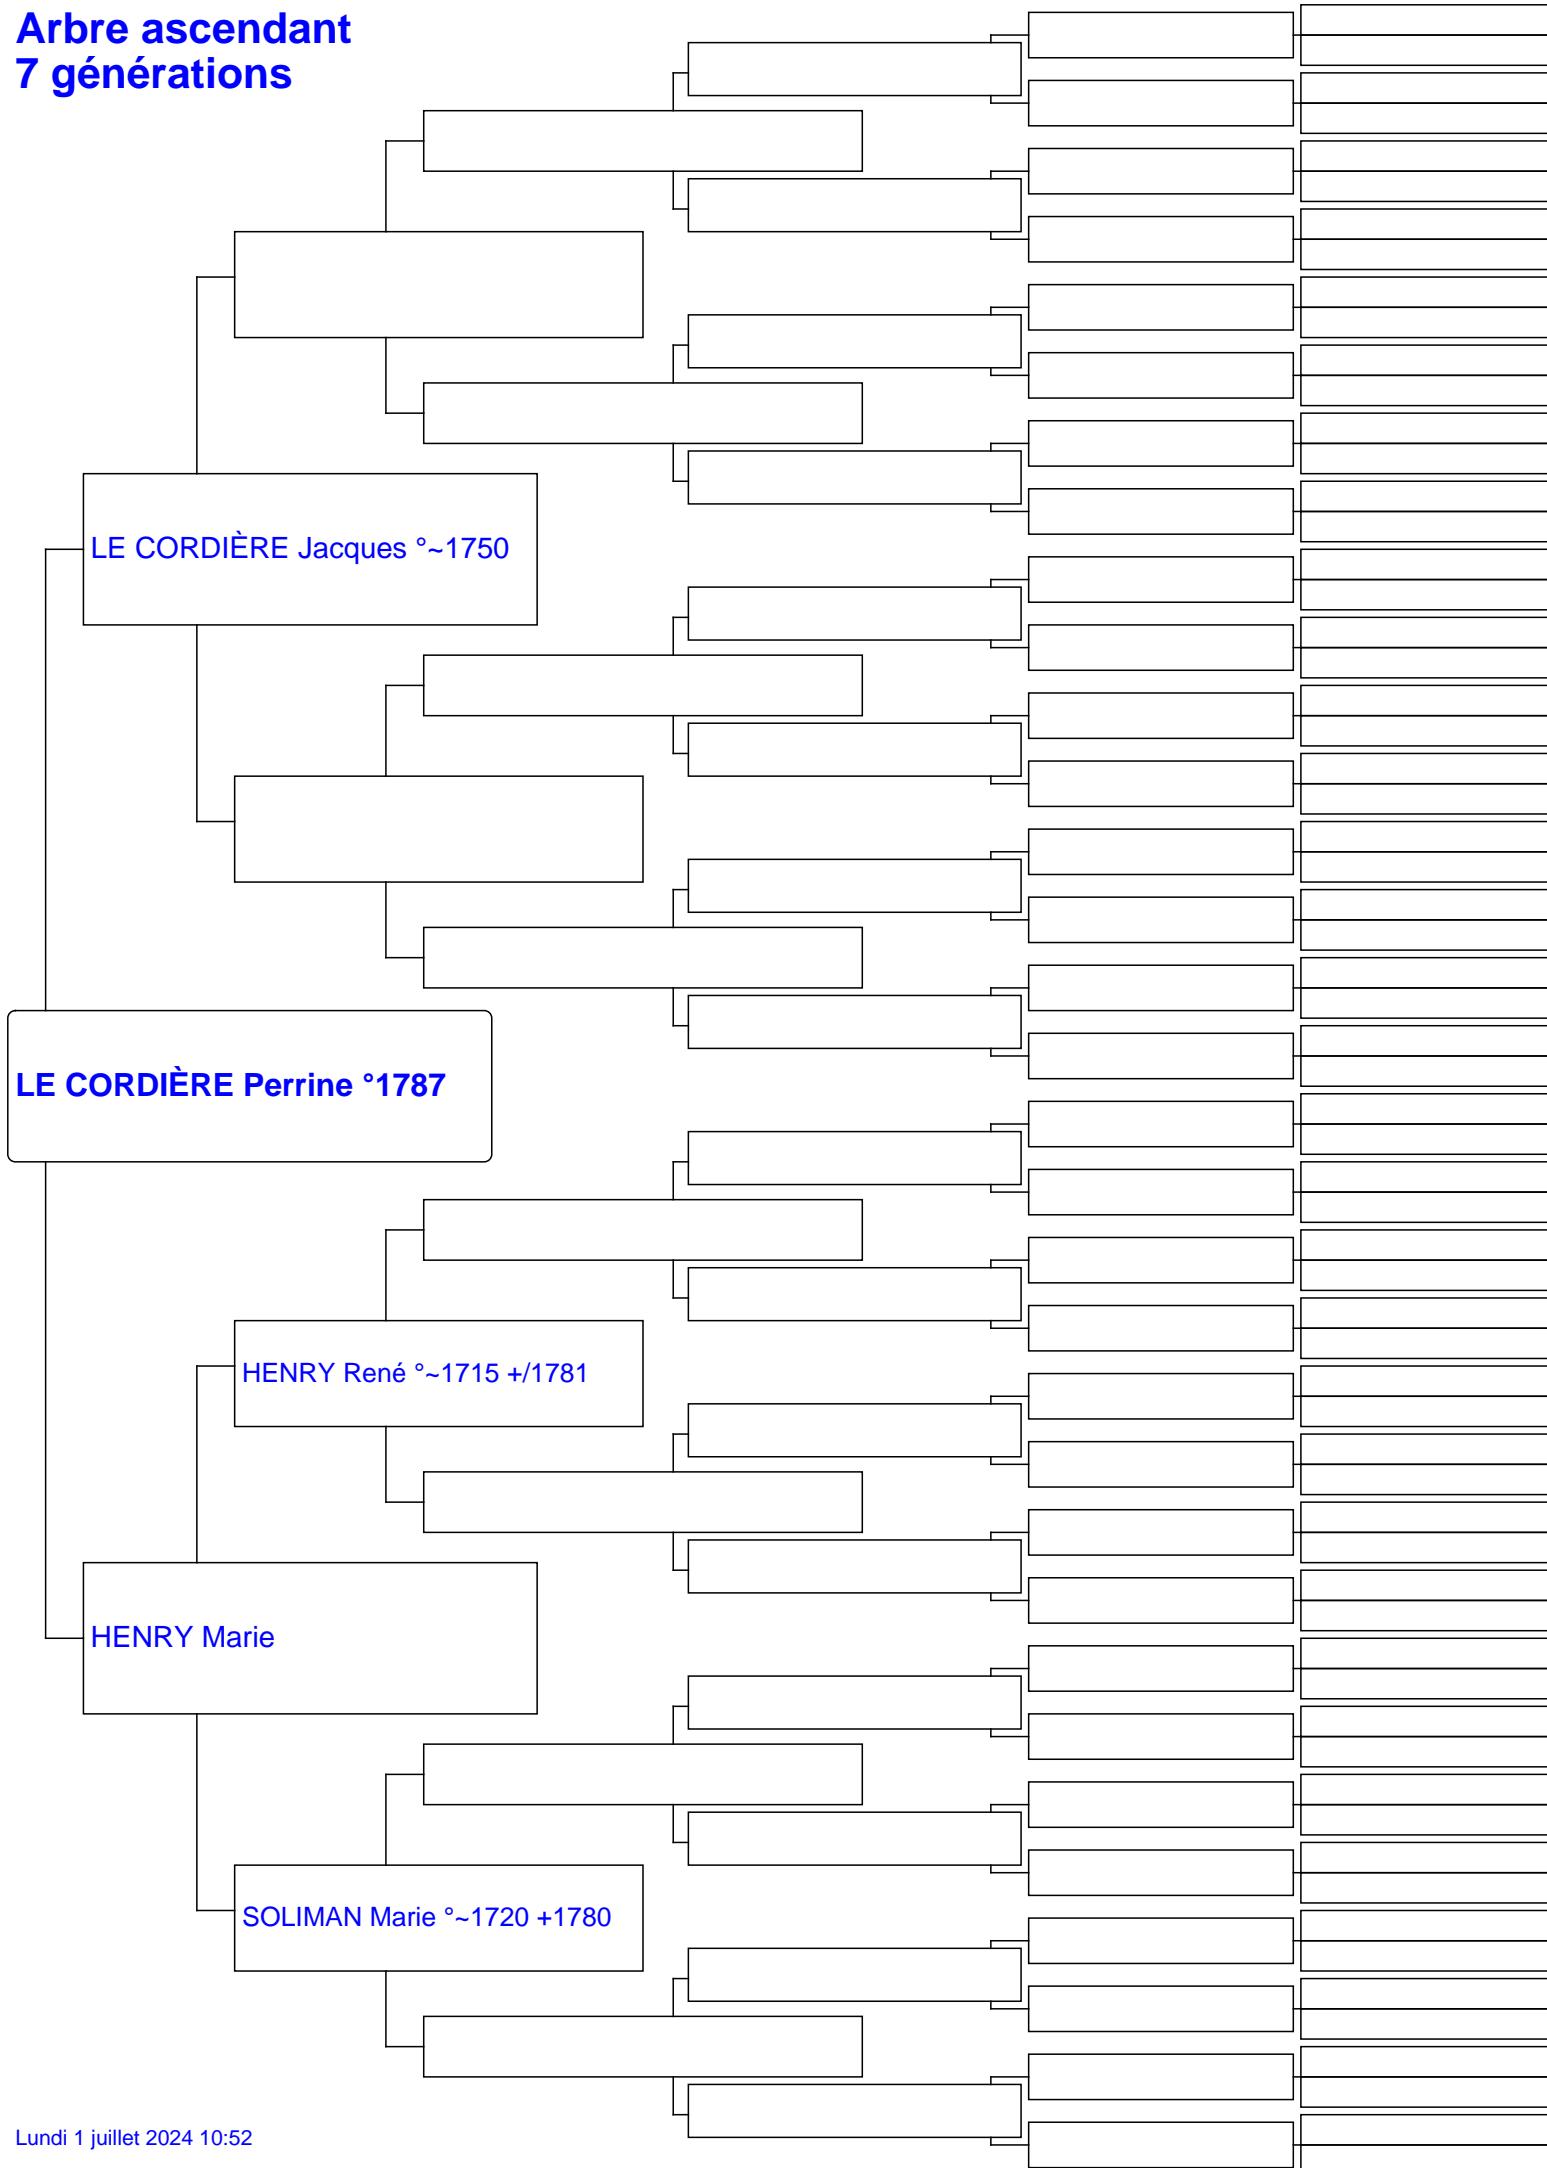 Arbre ascendant
7 générations
LE CORDIÈRE Jacques °~1750
LE CORDIÈRE Perrine °1787
HENRY René °~1715 +/1781
HENRY Marie
SOLIMAN Marie °~1720 +1780
Lundi 1 juillet 2024 10:52